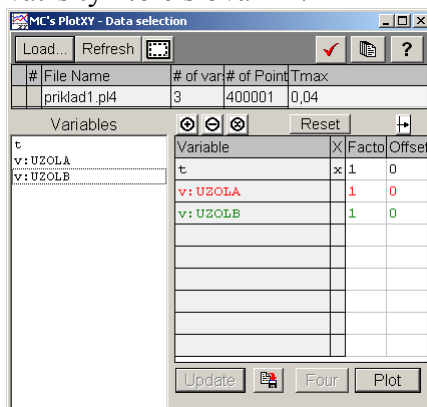 MC's PlotXY - Data selection
Load... Refresh ?
# File Name # of var: # of Point Tmax
priklad1.pl4 3 400001 0,04
Variables Reset
t
v:UZOLA
v:UZOLB
Variable X Facto Offset
t x 1 0
v:UZOLA 1 0
v:UZOLB 1 0
Update Four Plot